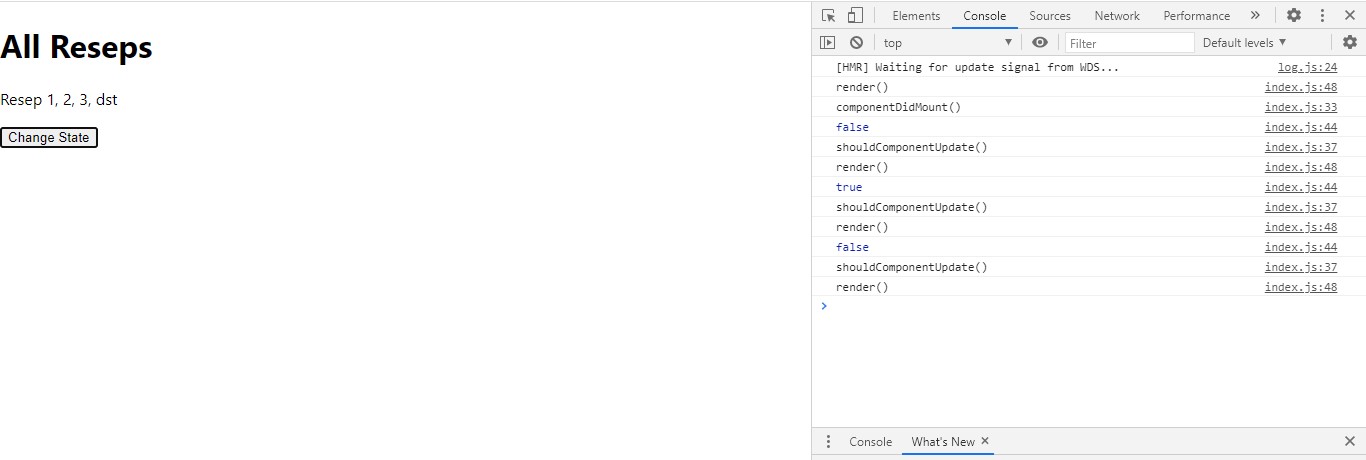 All Reseps
Resep 1, 2, 3, dst
Change State
Elements Console Sources Network Performance »
top Filter Default levels
[HMR] Waiting for update signal from WDS... log.js:24
render() index.js:48
componentDidMount() index.js:33
false index.js:44
shouldComponentUpdate() index.js:37
render() index.js:48
true index.js:44
shouldComponentUpdate() index.js:37
render() index.js:48
false index.js:44
shouldComponentUpdate() index.js:37
render() index.js:48
Console What's New